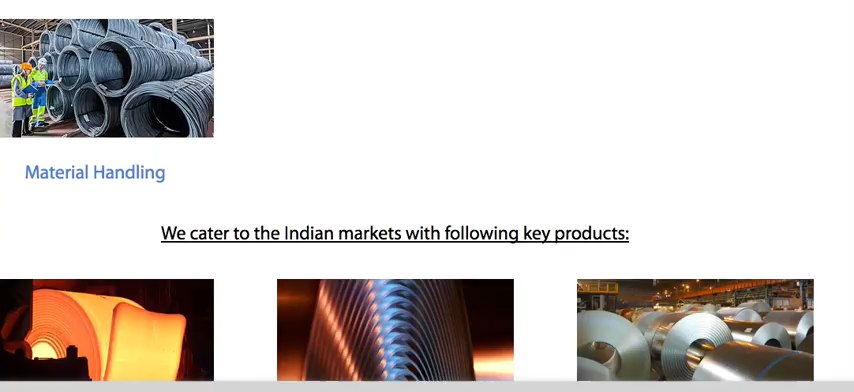 Material Handling
We cater to the Indian markets with following key products: